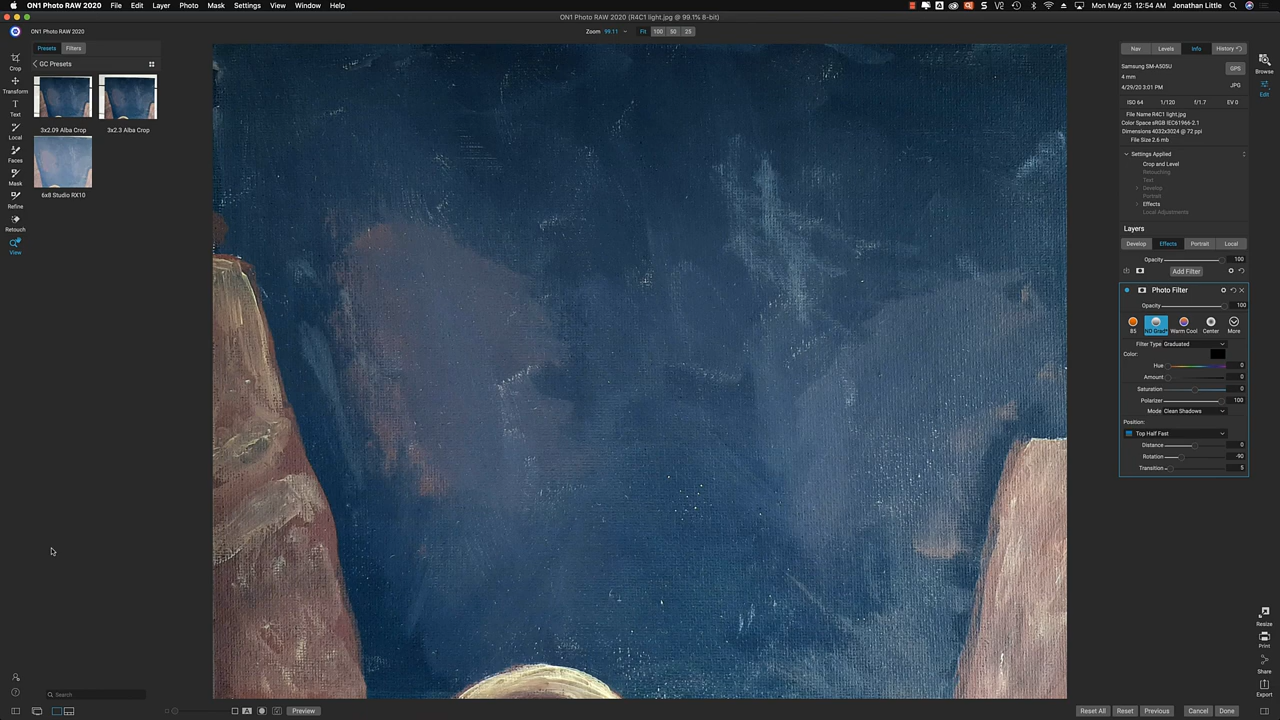 ON1 Photo RAW 2020 File Edit Layer Photo Mask Settings View Window Help Mon May 25 12:54 AM Jonathan Little
ON1 Photo RAW 2020 [R4C1 light.jpg @ 99.1% 8-bit)
ON1 Photo RAW 2020
Zoom 99.11 Fit 100 50 25
Presets Filters
GC Presets
3x2.09 Alba Crop 3x2.3 Alba Crop
6x8 Studio RX10
Crop
Transform
Text
Local
Faces
Mask
Refine
Retouch
View
Search
Preview
Nav Levels Info History
Samsung SM-A505U GPS
4 mm
4/29/20 3:01 PM JPG
ISO 64 1/120 f/1.7 EV 0
File Name R4C1 light.jpg
Color Space sRGB IEC61966-2.1
Dimensions 4032x3024 @ 72 ppi
File Size 2.6 mb
Settings Applied
Crop and Level
Retouching
Text
Develop
Portrait
Effects
Local Adjustments
Layers
Develop Effects Portrait Local
Opacity 100
Add Filter
Photo Filter
Opacity 100
85 ND Grad* Warm Cool Center More
Filter Type Graduated
Color:
Hue 0
Amount 0
Saturation 0
Polarizer 100
Mode Clean Shadows
Position:
Top Half Fast
Distance 0
Rotation -90
Transition 5
Browse
Edit
Resize
Print
Share
Export
Reset All Reset Previous Cancel Done